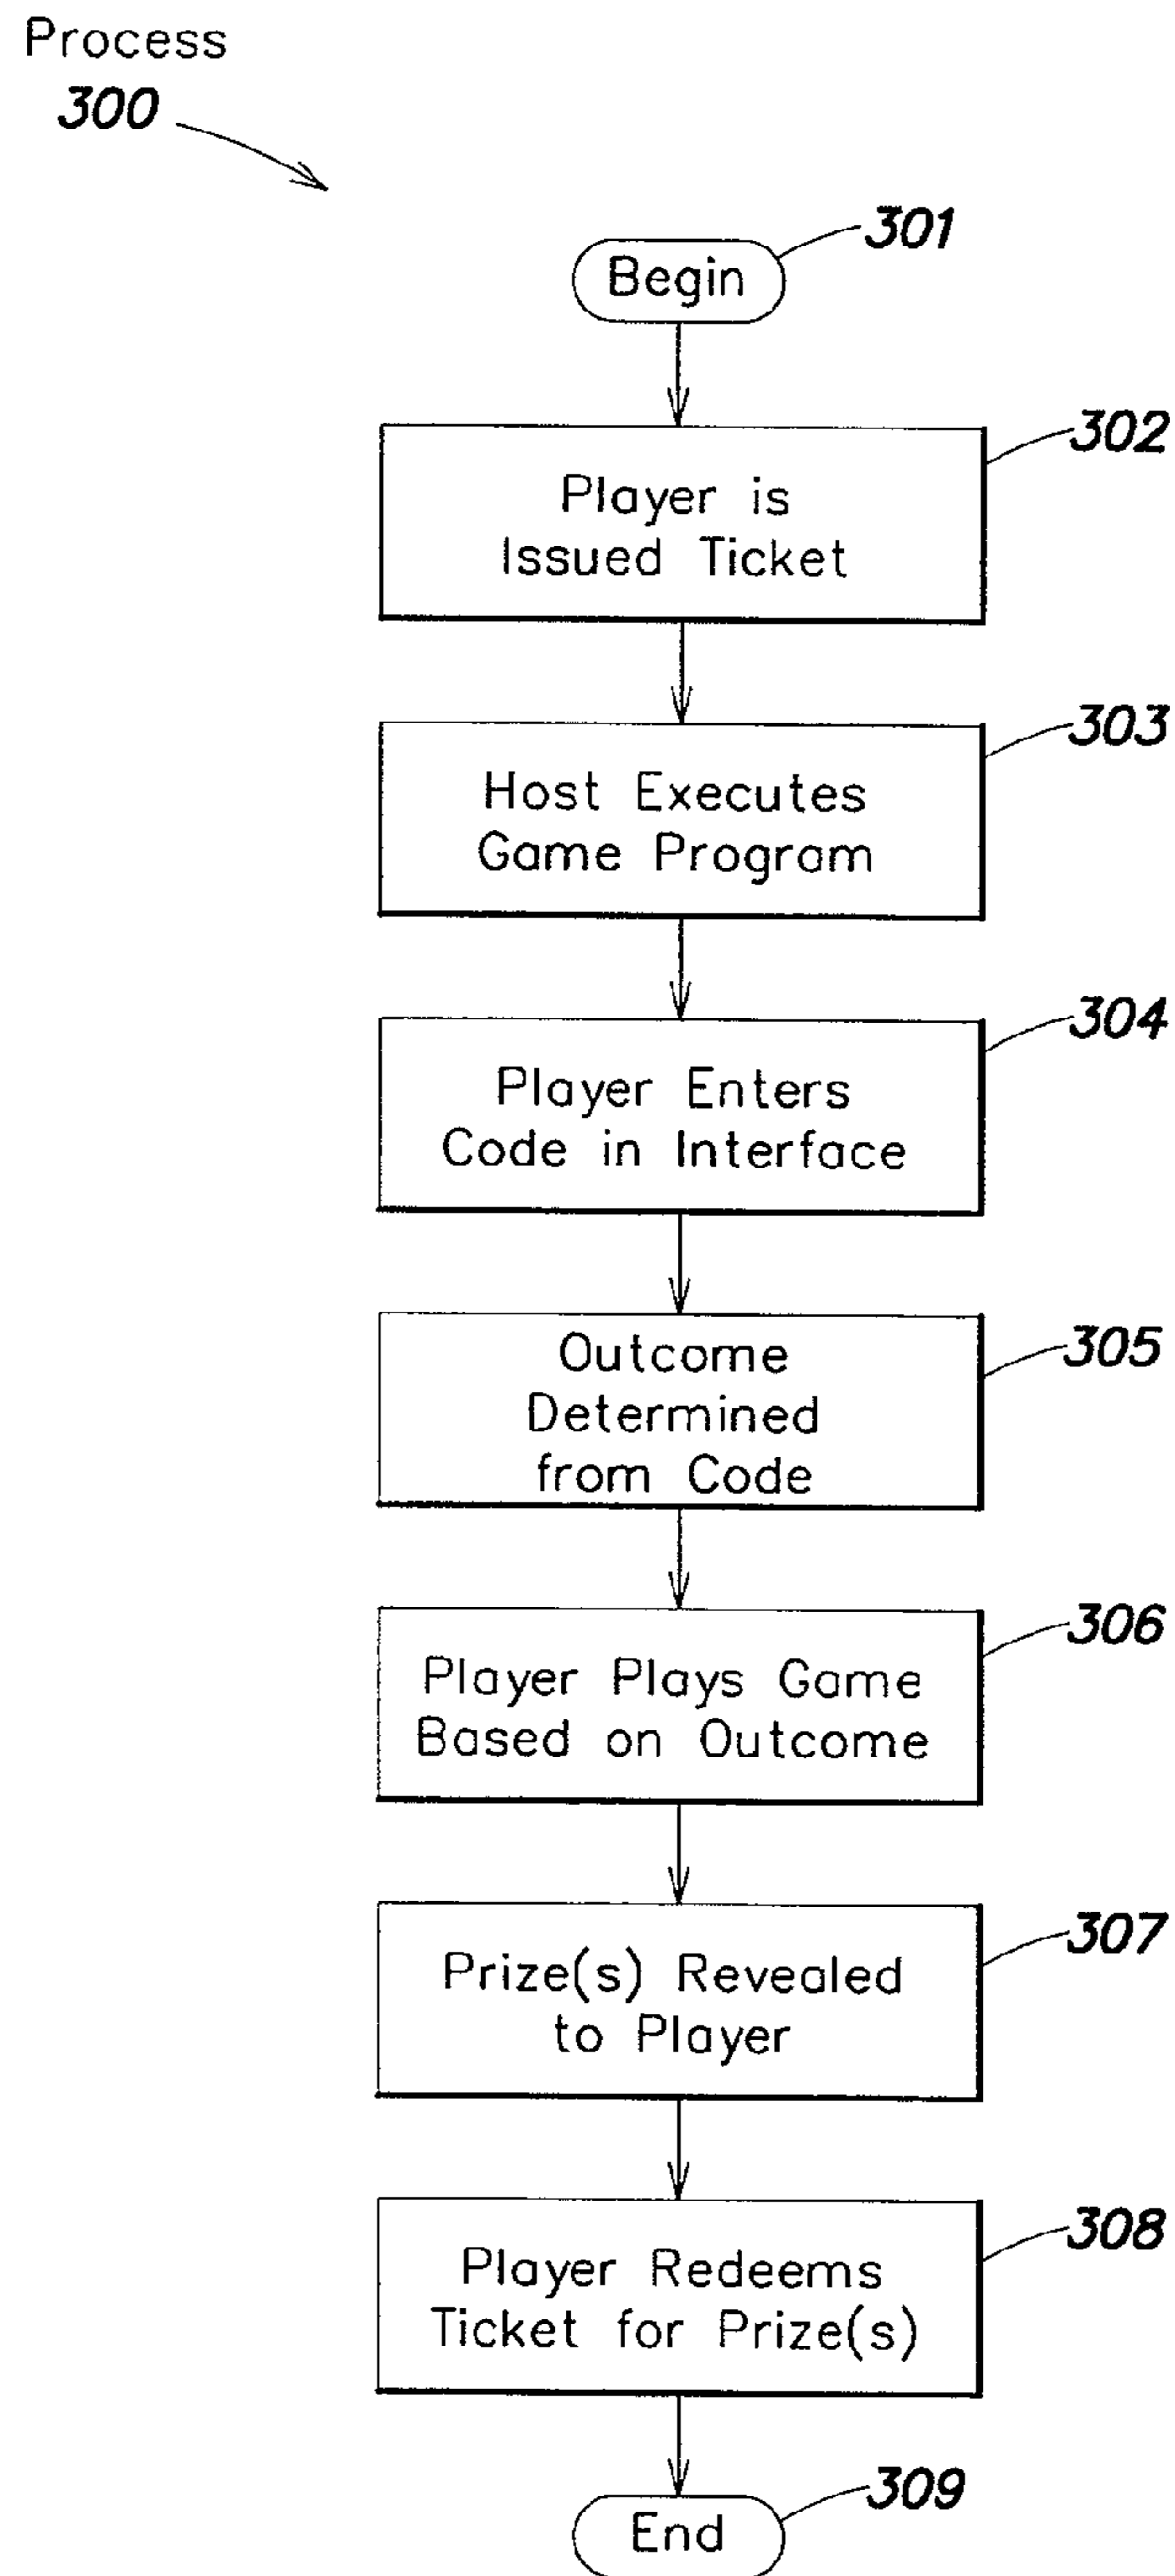 Process
300
301
Begin
302
Player is
Issued Ticket
303
Host Executes
Game Program
304
Player Enters
Code in Interface
305
Outcome
Determined
from Code
306
Player Plays Game
Based on Outcome
307
Prize(s) Revealed
to Player
308
Player Redeems
Ticket for Prize(s)
309
End